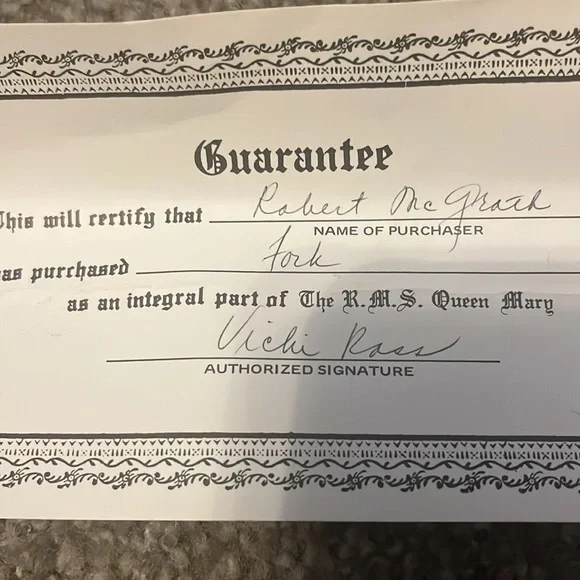 Guarantee
This will certify that Robert McGrath
NAME OF PURCHASER
has purchased Fork
as an integral part of The R.M.S. Queen Mary
Vicki Ross
AUTHORIZED SIGNATURE